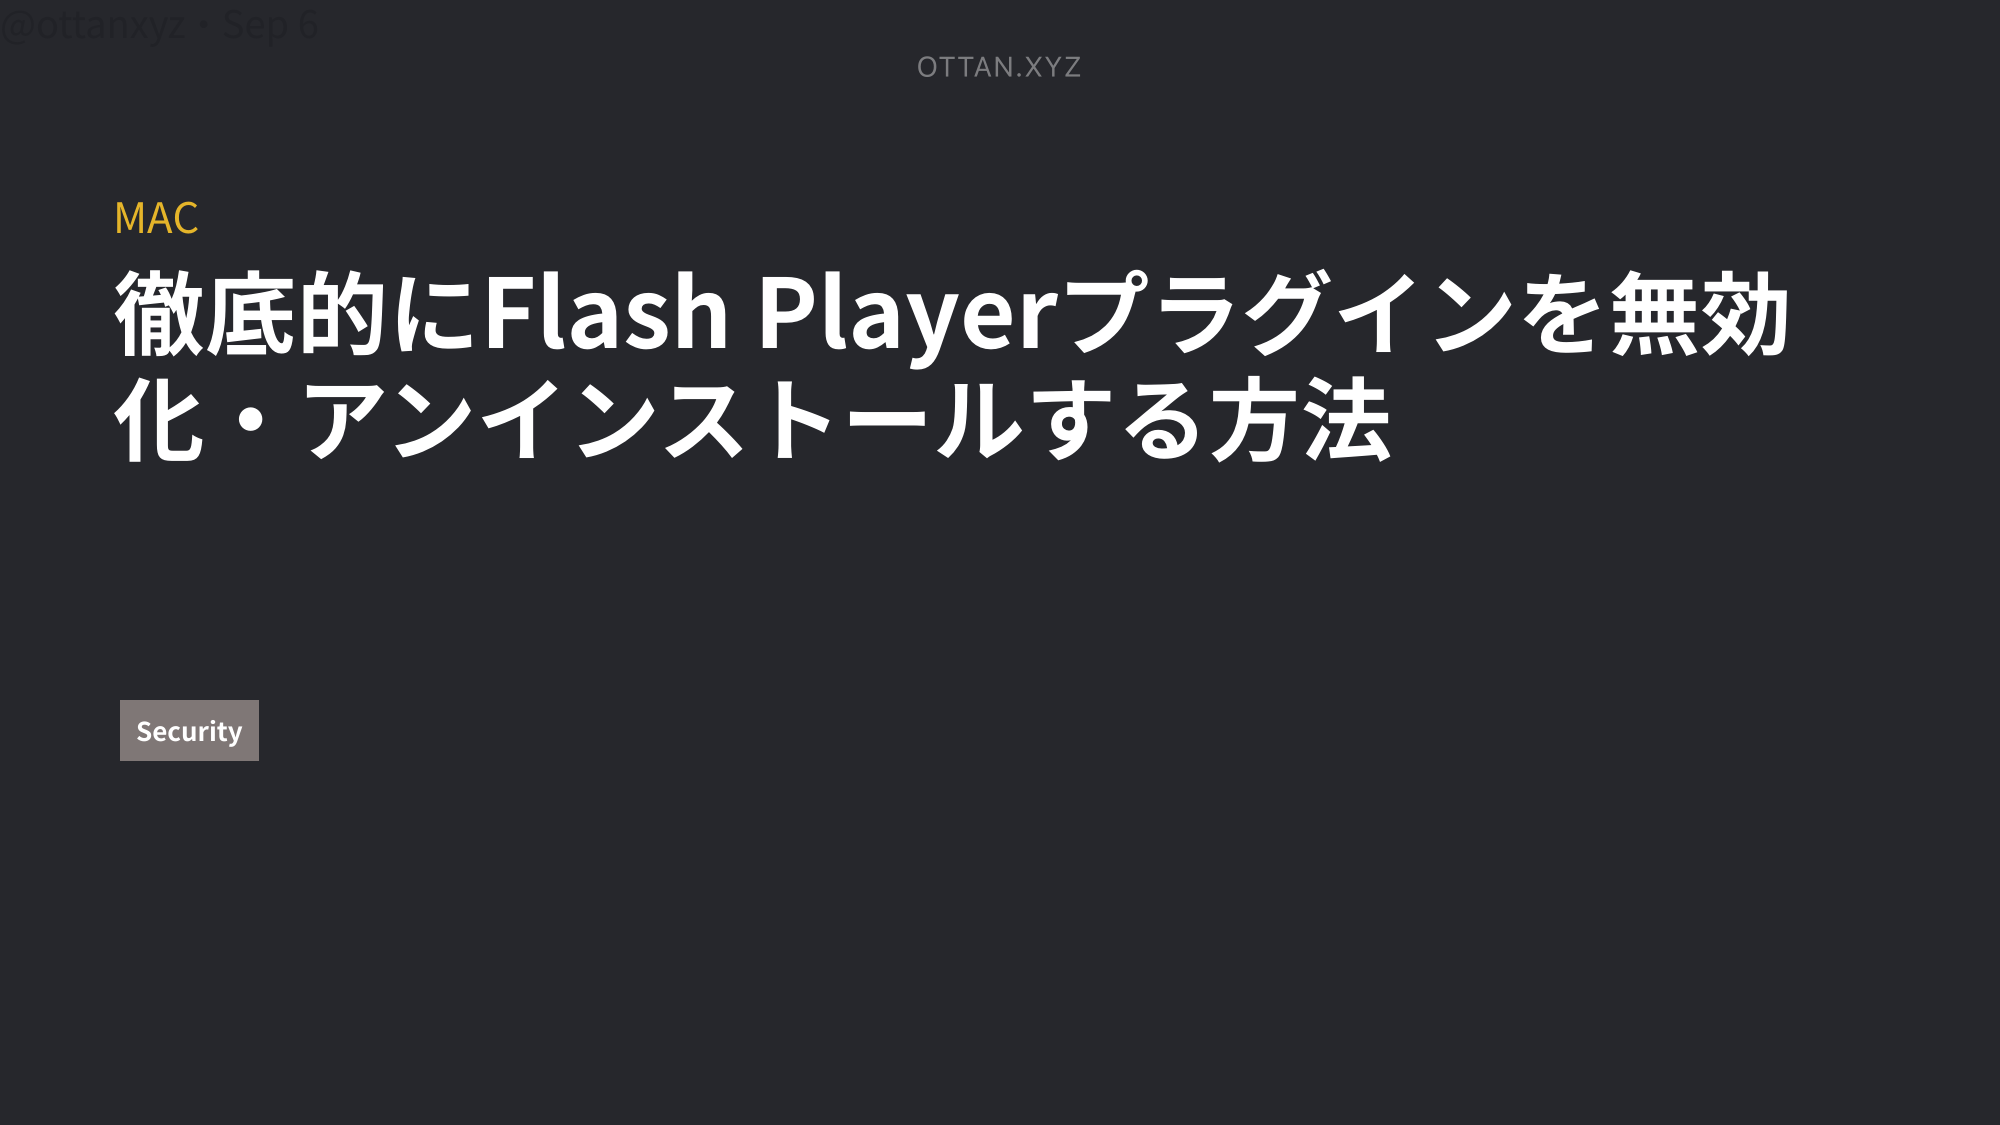 @ottanxyz・Sep 6
OTTAN.XYZ
MAC
徹底的にFlash Playerプラグインを無効
化・アンインストールする方法
Security